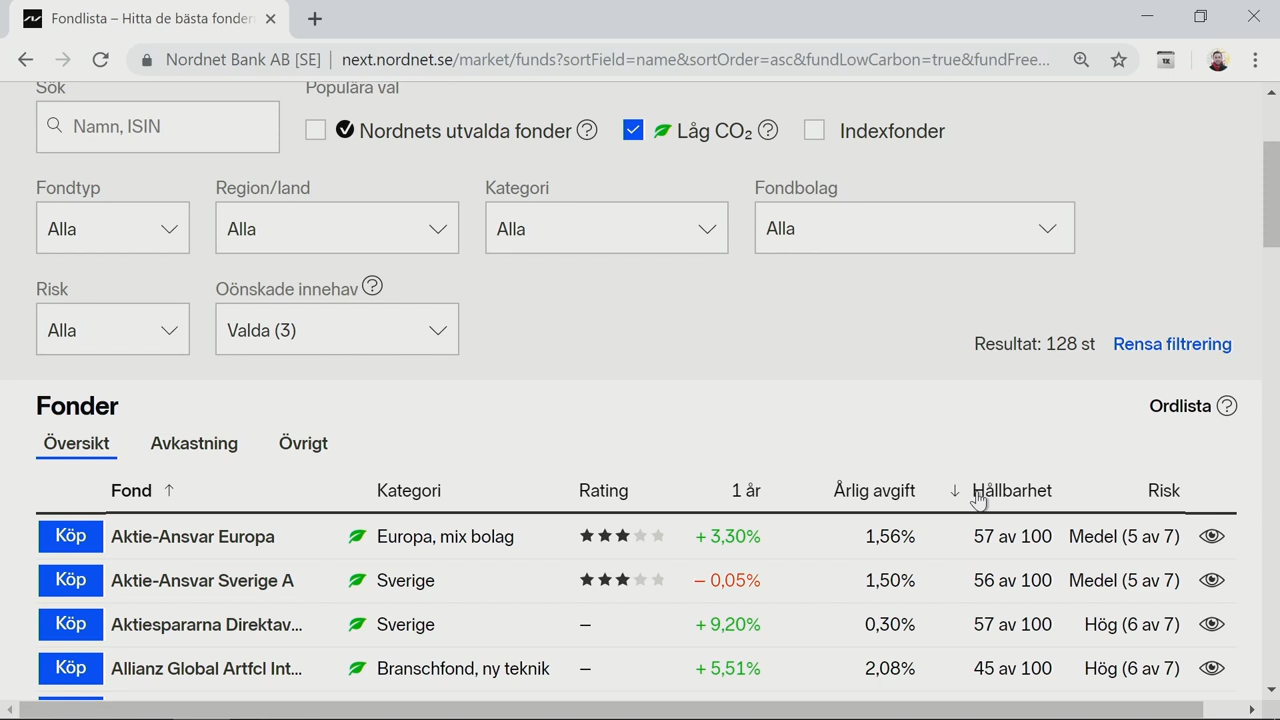 Fondlista – Hitta de bästa fonder
Nordnet Bank AB [SE] | next.nordnet.se/market/funds?sortField=name&sortOrder=asc&fundLowCarbon=true&fundFree...
Sök Populära val
Namn, ISIN Nordnets utvalda fonder ? Låg CO₂ ? Indexfonder
Fondtyp Region/land Kategori Fondbolag
Alla Alla Alla Alla
Risk Oönskade innehav ?
Alla Valda (3)
Resultat: 128 st Rensa filtrering
Fonder Ordlista ?
Översikt Avkastning Övrigt
Fond ↑ Kategori Rating 1 år Årlig avgift ↓ Hållbarhet Risk
Köp Aktie-Ansvar Europa Europa, mix bolag + 3,30% 1,56% 57 av 100 Medel (5 av 7)
Köp Aktie-Ansvar Sverige A Sverige – 0,05% 1,50% 56 av 100 Medel (5 av 7)
Köp Aktiespararna Direktav... Sverige – + 9,20% 0,30% 57 av 100 Hög (6 av 7)
Köp Allianz Global Artfcl Int... Branschfond, ny teknik – + 5,51% 2,08% 45 av 100 Hög (6 av 7)